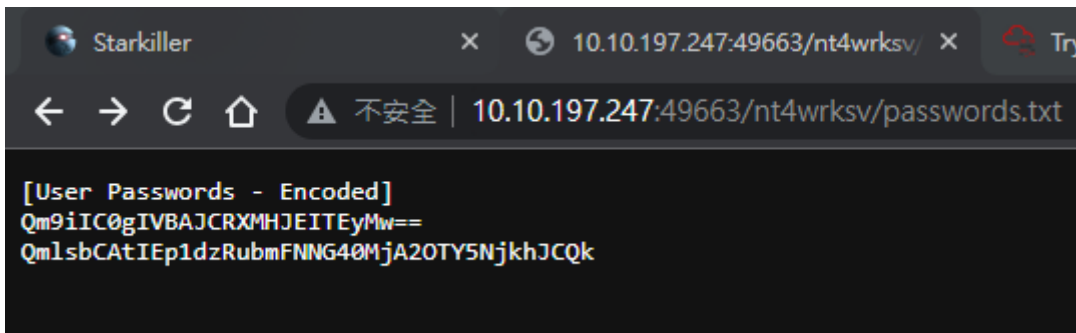 Starkiller
10.10.197.247:49663/nt4wrksv/
Try
不安全 | 10.10.197.247:49663/nt4wrksv/passwords.txt
[User Passwords - Encoded]
Qm9iIC0gIVBAJCRXMHJEITEyMw==
QmlsbCAtIEp1dzRubmFNNG40MjA2OTY5NjkhJCQk